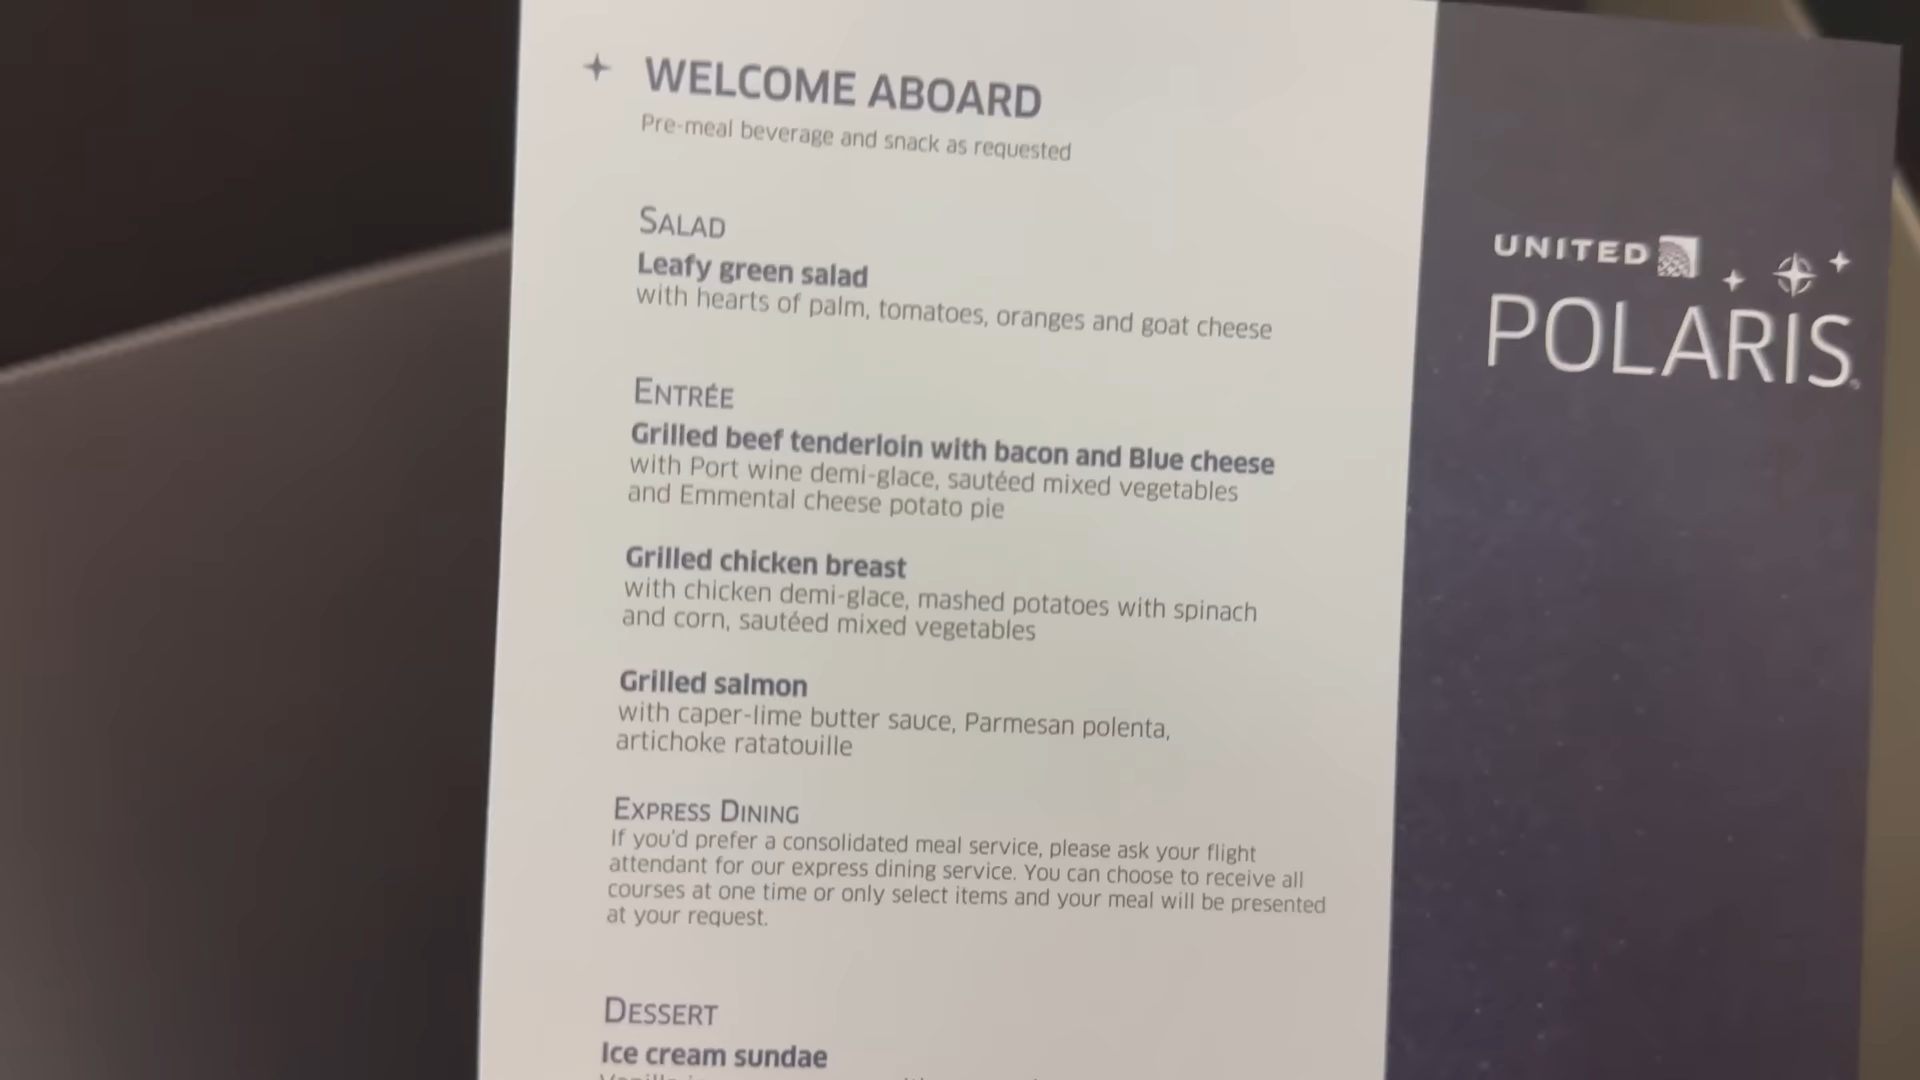 WELCOME ABOARD
Pre-meal beverage and snack as requested
SALAD
Leafy green salad
with hearts of palm, tomatoes, oranges and goat cheese
ENTRÉE
Grilled beef tenderloin with bacon and Blue cheese
with Port wine demi-glace, sautéed mixed vegetables
and Emmental cheese potato pie
Grilled chicken breast
with chicken demi-glace, mashed potatoes with spinach
and corn, sautéed mixed vegetables
Grilled salmon
with caper-lime butter sauce, Parmesan polenta,
artichoke ratatouille
EXPRESS DINING
If you'd prefer a consolidated meal service, please ask your flight
attendant for our express dining service. You can choose to receive all
courses at one time or only select items and your meal will be presented
at your request.
DESSERT
Ice cream sundae
UNITED
POLARIS®